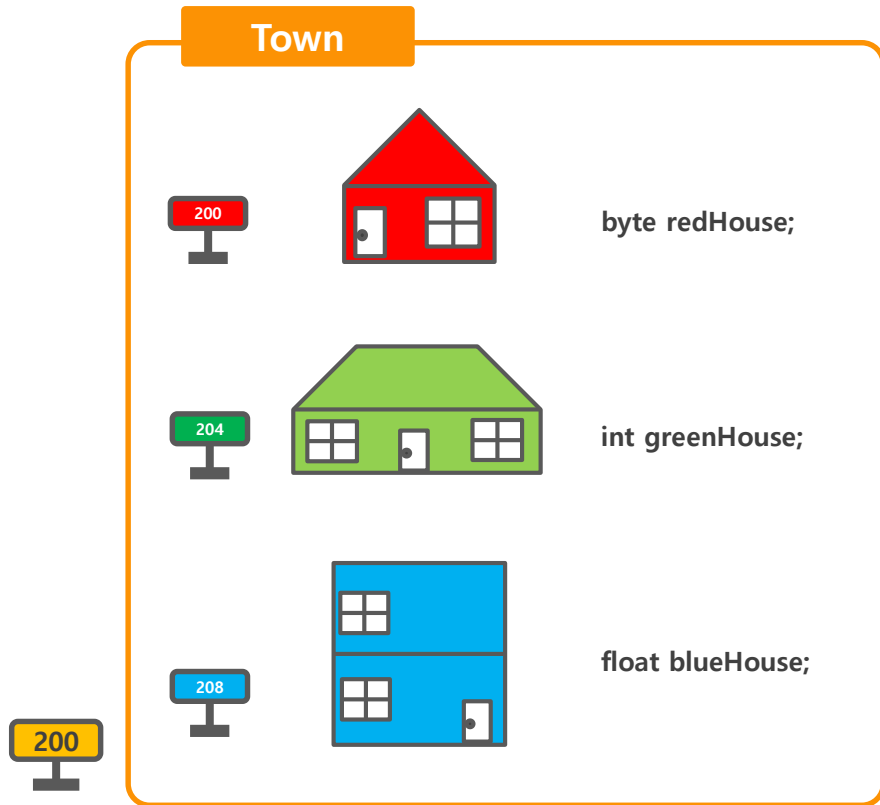 Town
200
byte redHouse;
204
int greenHouse;
208
float blueHouse;
200